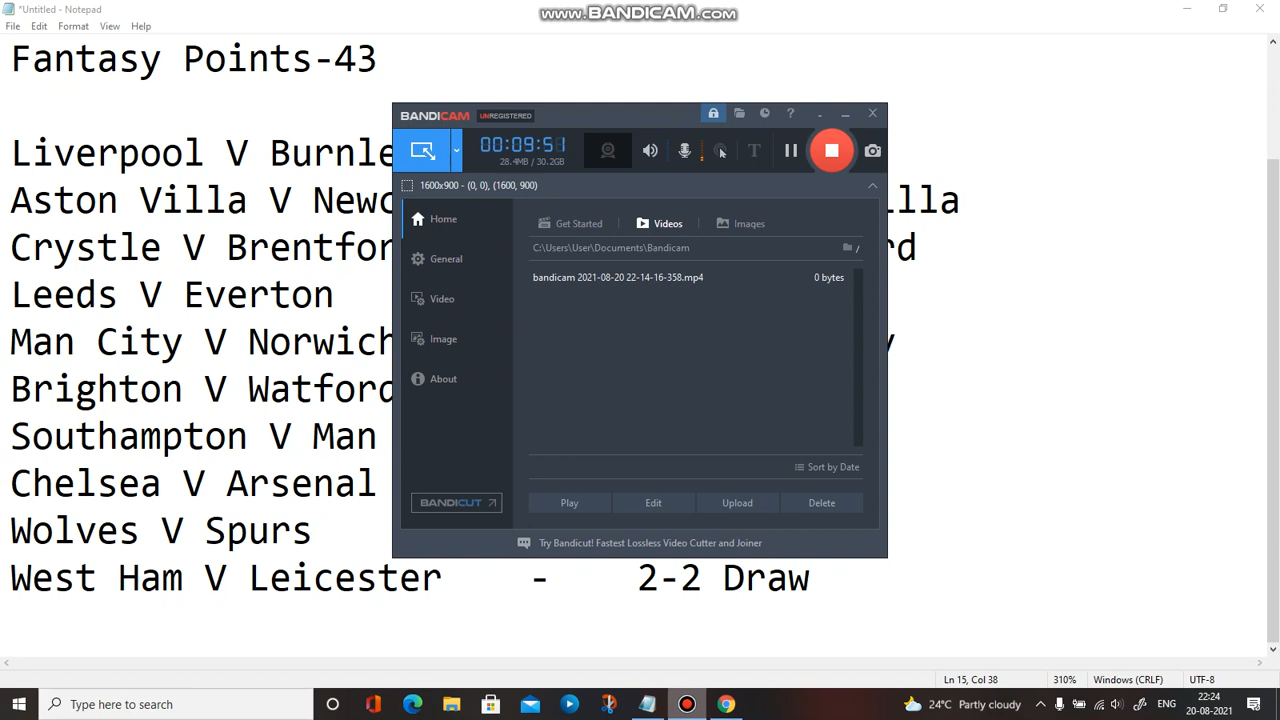 *Untitled - Notepad
www.BANDICAM.com
File Edit Format View Help
Fantasy Points-43
BANDICAM UNREGISTERED
00:09:51
28.4MB / 30.2GB
1600x900 - (0, 0), (1600, 900)
Home
General
Video
Image
About
BANDICUT
Get Started Videos Images
C:\Users\User\Documents\Bandicam
bandicam 2021-08-20 22-14-16-358.mp4 0 bytes
Sort by Date
Play Edit Upload Delete
Try Bandicut! Fastest Lossless Video Cutter and Joiner
Liverpool V Burnle
Aston Villa V Newc illa
Crystle V Brentfor rd
Leeds V Everton
Man City V Norwich y
Brighton V Watford
Southampton V Man
Chelsea V Arsenal
Wolves V Spurs
West Ham V Leicester - 2-2 Draw
Ln 15, Col 38 310% Windows (CRLF) UTF-8
Type here to search
24°C Partly cloudy
ENG
22:24
20-08-2021